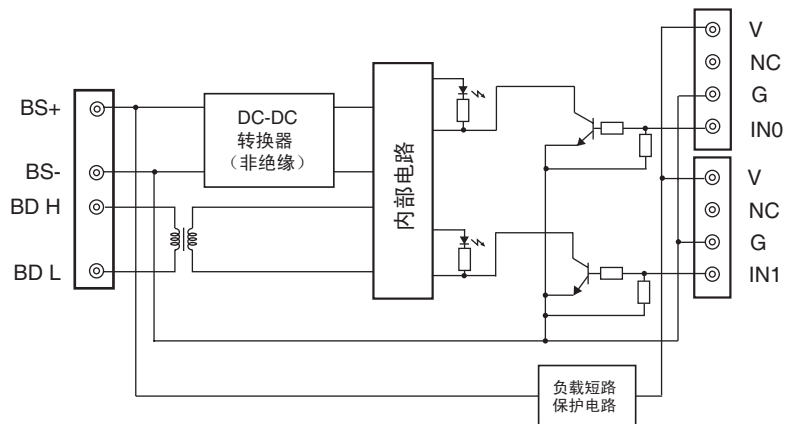 BS+
BS-
BD H
BD L
DC-DC
转换器
（非绝缘）
内部电路
V
NC
G
IN0
V
NC
G
IN1
负载短路
保护电路